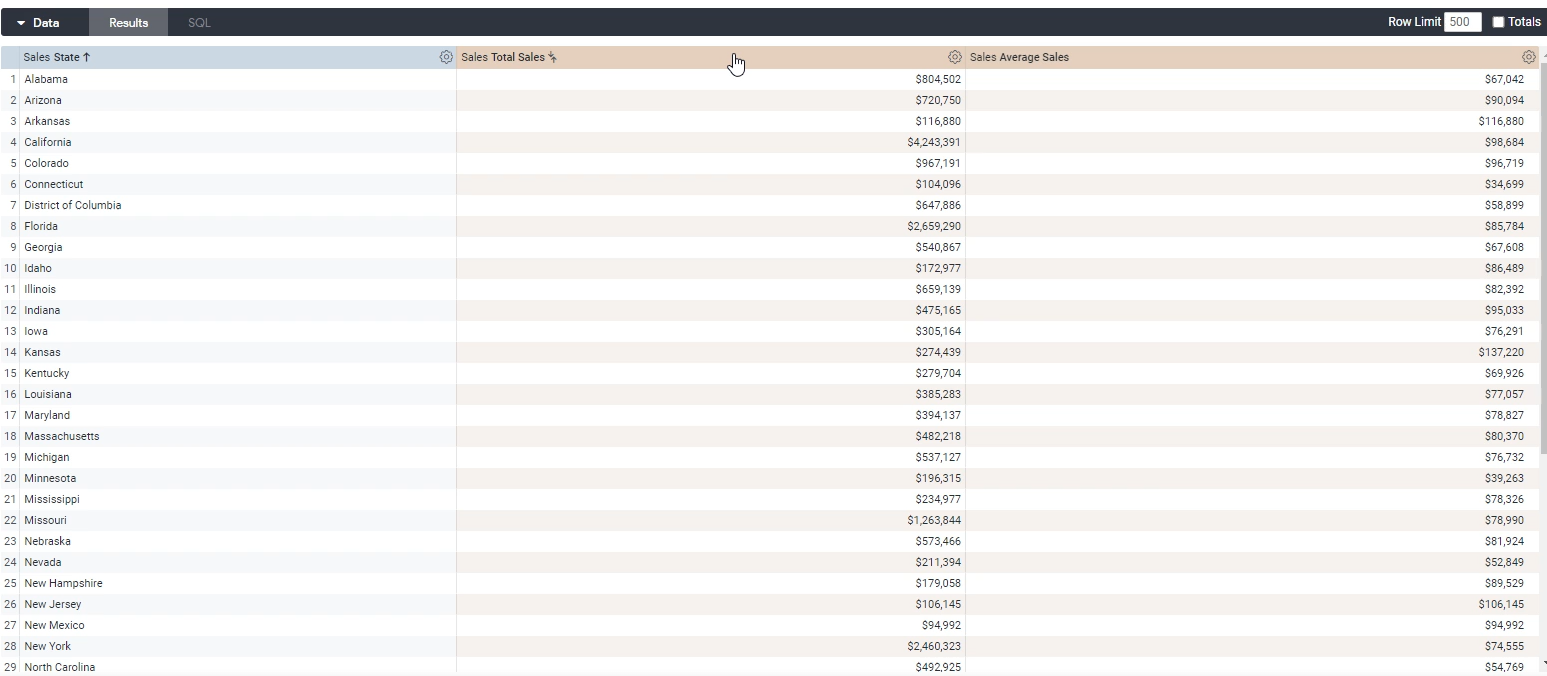 Data Results SQL Row Limit 500 Totals
Sales State Sales Total Sales Sales Average Sales
1 Alabama $804,502 $67,042
2 Arizona $720,750 $90,094
3 Arkansas $116,880 $116,880
4 California $4,243,391 $98,684
5 Colorado $967,191 $96,719
6 Connecticut $104,096 $34,699
7 District of Columbia $647,886 $58,899
8 Florida $2,659,290 $85,784
9 Georgia $540,867 $67,608
10 Idaho $172,977 $86,489
11 Illinois $659,139 $82,392
12 Indiana $475,165 $95,033
13 Iowa $305,164 $76,291
14 Kansas $274,439 $137,220
15 Kentucky $279,704 $69,926
16 Louisiana $385,283 $77,057
17 Maryland $394,137 $78,827
18 Massachusetts $482,218 $80,370
19 Michigan $537,127 $76,732
20 Minnesota $196,315 $39,263
21 Mississippi $234,977 $78,326
22 Missouri $1,263,844 $78,990
23 Nebraska $573,466 $81,924
24 Nevada $211,394 $52,849
25 New Hampshire $179,058 $89,529
26 New Jersey $106,145 $106,145
27 New Mexico $94,992 $94,992
28 New York $2,460,323 $74,555
29 North Carolina $492,925 $54,769